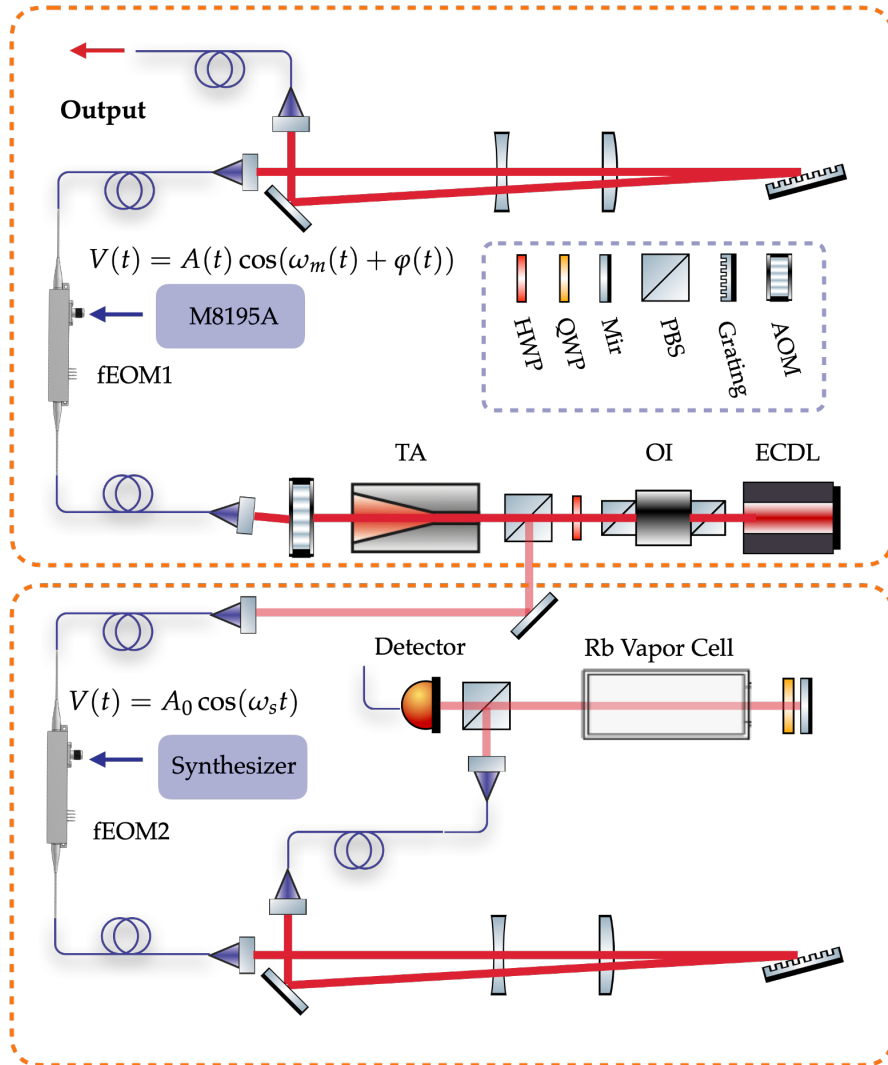 Output
V(t) = A(t) cos(ω_m(t) + φ(t))
M8195A
fEOM1
HWP
QWP
Mir
PBS
Grating
AOM
TA
OI
ECDL
Detector
Rb Vapor Cell
V(t) = A_0 cos(ω_s t)
Synthesizer
fEOM2